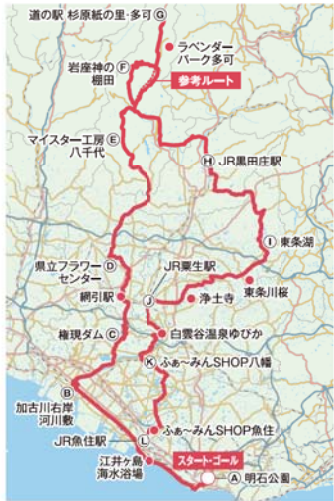 道の駅 杉原紙の里・多可 G
ラベンダー
パーク多可
岩座神の
棚田
F
参考ルート
マイスター工房
八千代
E
H
JR黒田庄駅
I
東条湖
県立フラワー
センター
D
JR粟生駅
網引駅
J
浄土寺
東条川桜
権現ダム C
白雲谷温泉ゆぴか
K
ふぁ~みんSHOP八幡
B
加古川右岸
河川敷
ふぁ~みんSHOP魚住
JR魚住駅
L
スタート・ゴール
江井ヶ島
海水浴場
A 明石公園